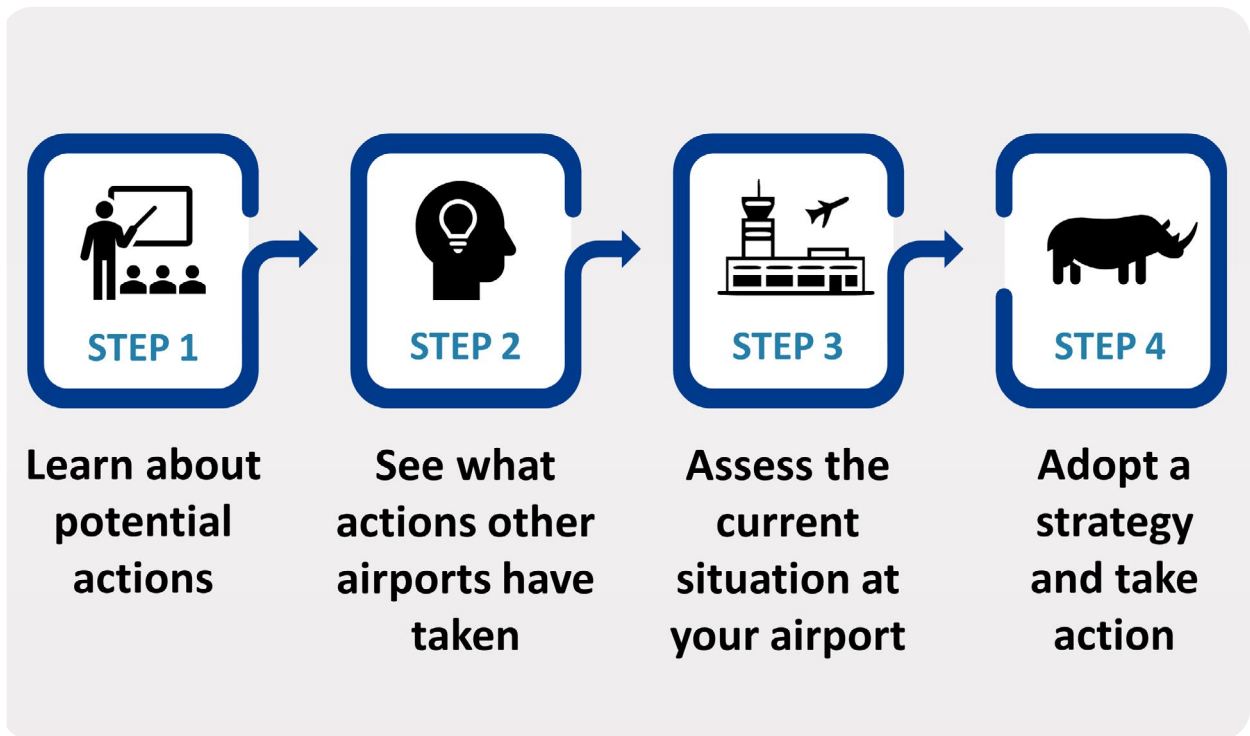 STEP 1
Learn about
potential
actions
STEP 2
See what
actions other
airports have
taken
STEP 3
Assess the
current
situation at
your airport
STEP 4
Adopt a
strategy
and take
action